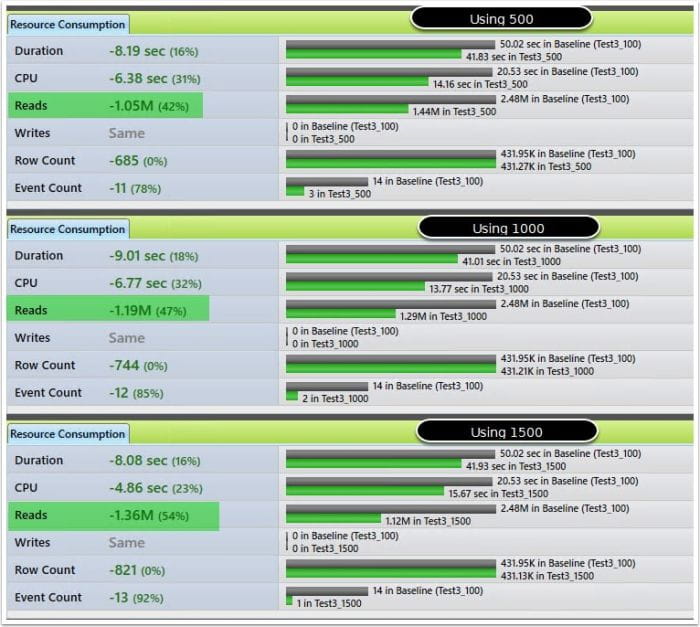 Using 500
Resource Consumption
Duration -8.19 sec (16%) 50.02 sec in Baseline (Test3_100)
41.83 sec in Test3_500
CPU -6.38 sec (31%) 20.53 sec in Baseline (Test3_100)
14.16 sec in Test3_500
Reads -1.05M (42%) 2.48M in Baseline (Test3_100)
1.44M in Test3_500
Writes Same 0 in Baseline (Test3_100)
0 in Test3_500
Row Count -685 (0%) 431.95K in Baseline (Test3_100)
431.27K in Test3_500
Event Count -11 (78%) 14 in Baseline (Test3_100)
3 in Test3_500
Using 1000
Resource Consumption
Duration -9.01 sec (18%) 50.02 sec in Baseline (Test3_100)
41.01 sec in Test3_1000
CPU -6.77 sec (32%) 20.53 sec in Baseline (Test3_100)
13.77 sec in Test3_1000
Reads -1.19M (47%) 2.48M in Baseline (Test3_100)
1.29M in Test3_1000
Writes Same 0 in Baseline (Test3_100)
0 in Test3_1000
Row Count -744 (0%) 431.95K in Baseline (Test3_100)
431.21K in Test3_1000
Event Count -12 (85%) 14 in Baseline (Test3_100)
2 in Test3_1000
Using 1500
Resource Consumption
Duration -8.08 sec (16%) 50.02 sec in Baseline (Test3_100)
41.93 sec in Test3_1500
CPU -4.86 sec (23%) 20.53 sec in Baseline (Test3_100)
15.67 sec in Test3_1500
Reads -1.36M (54%) 2.48M in Baseline (Test3_100)
1.12M in Test3_1500
Writes Same 0 in Baseline (Test3_100)
0 in Test3_1500
Row Count -821 (0%) 431.95K in Baseline (Test3_100)
431.13K in Test3_1500
Event Count -13 (92%) 14 in Baseline (Test3_100)
1 in Test3_1500